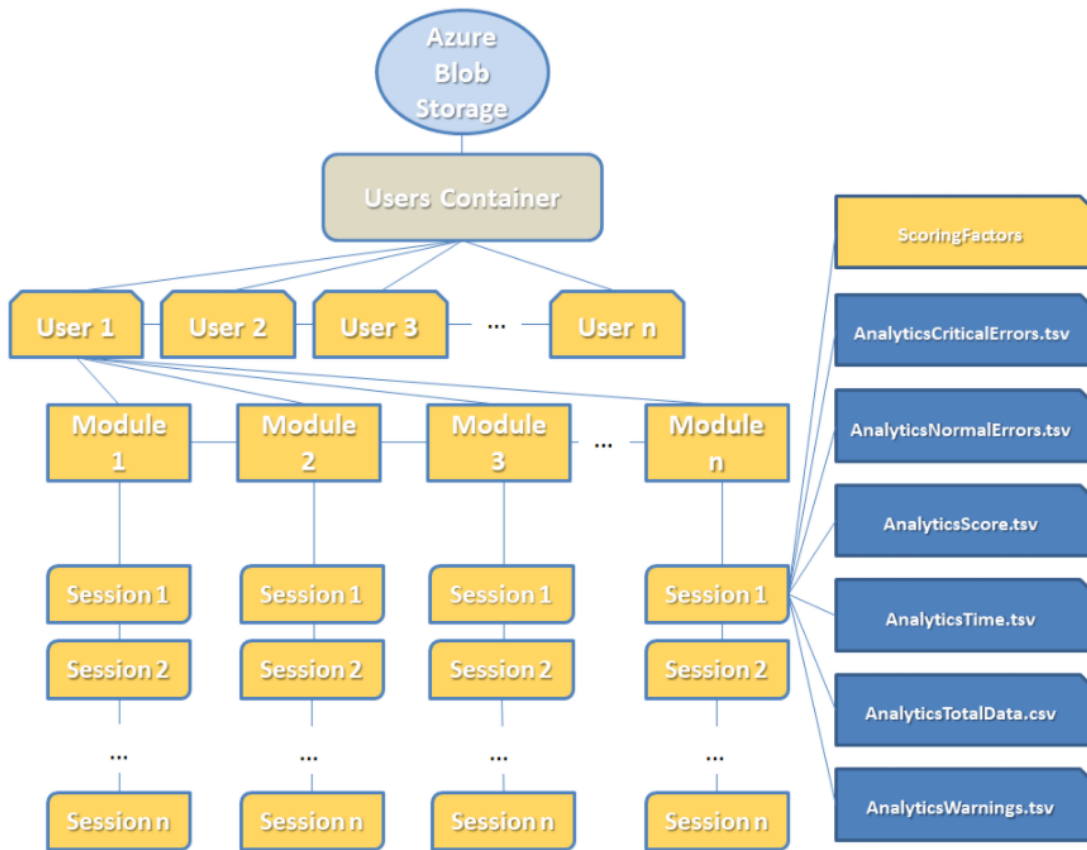 Azure
Blob
Storage
Users Container
ScoringFactors
User 1
User 2
User 3
...
User n
AnalyticsCriticalErrors.tsv
Module
1
Module
2
Module
3
...
Module
n
AnalyticsNormalErrors.tsv
AnalyticsScore.tsv
Session 1
Session 1
Session 1
Session 1
AnalyticsTime.tsv
Session 2
Session 2
Session 2
Session 2
AnalyticsTotalData.csv
...
...
...
...
AnalyticsWarnings.tsv
Session n
Session n
Session n
Session n